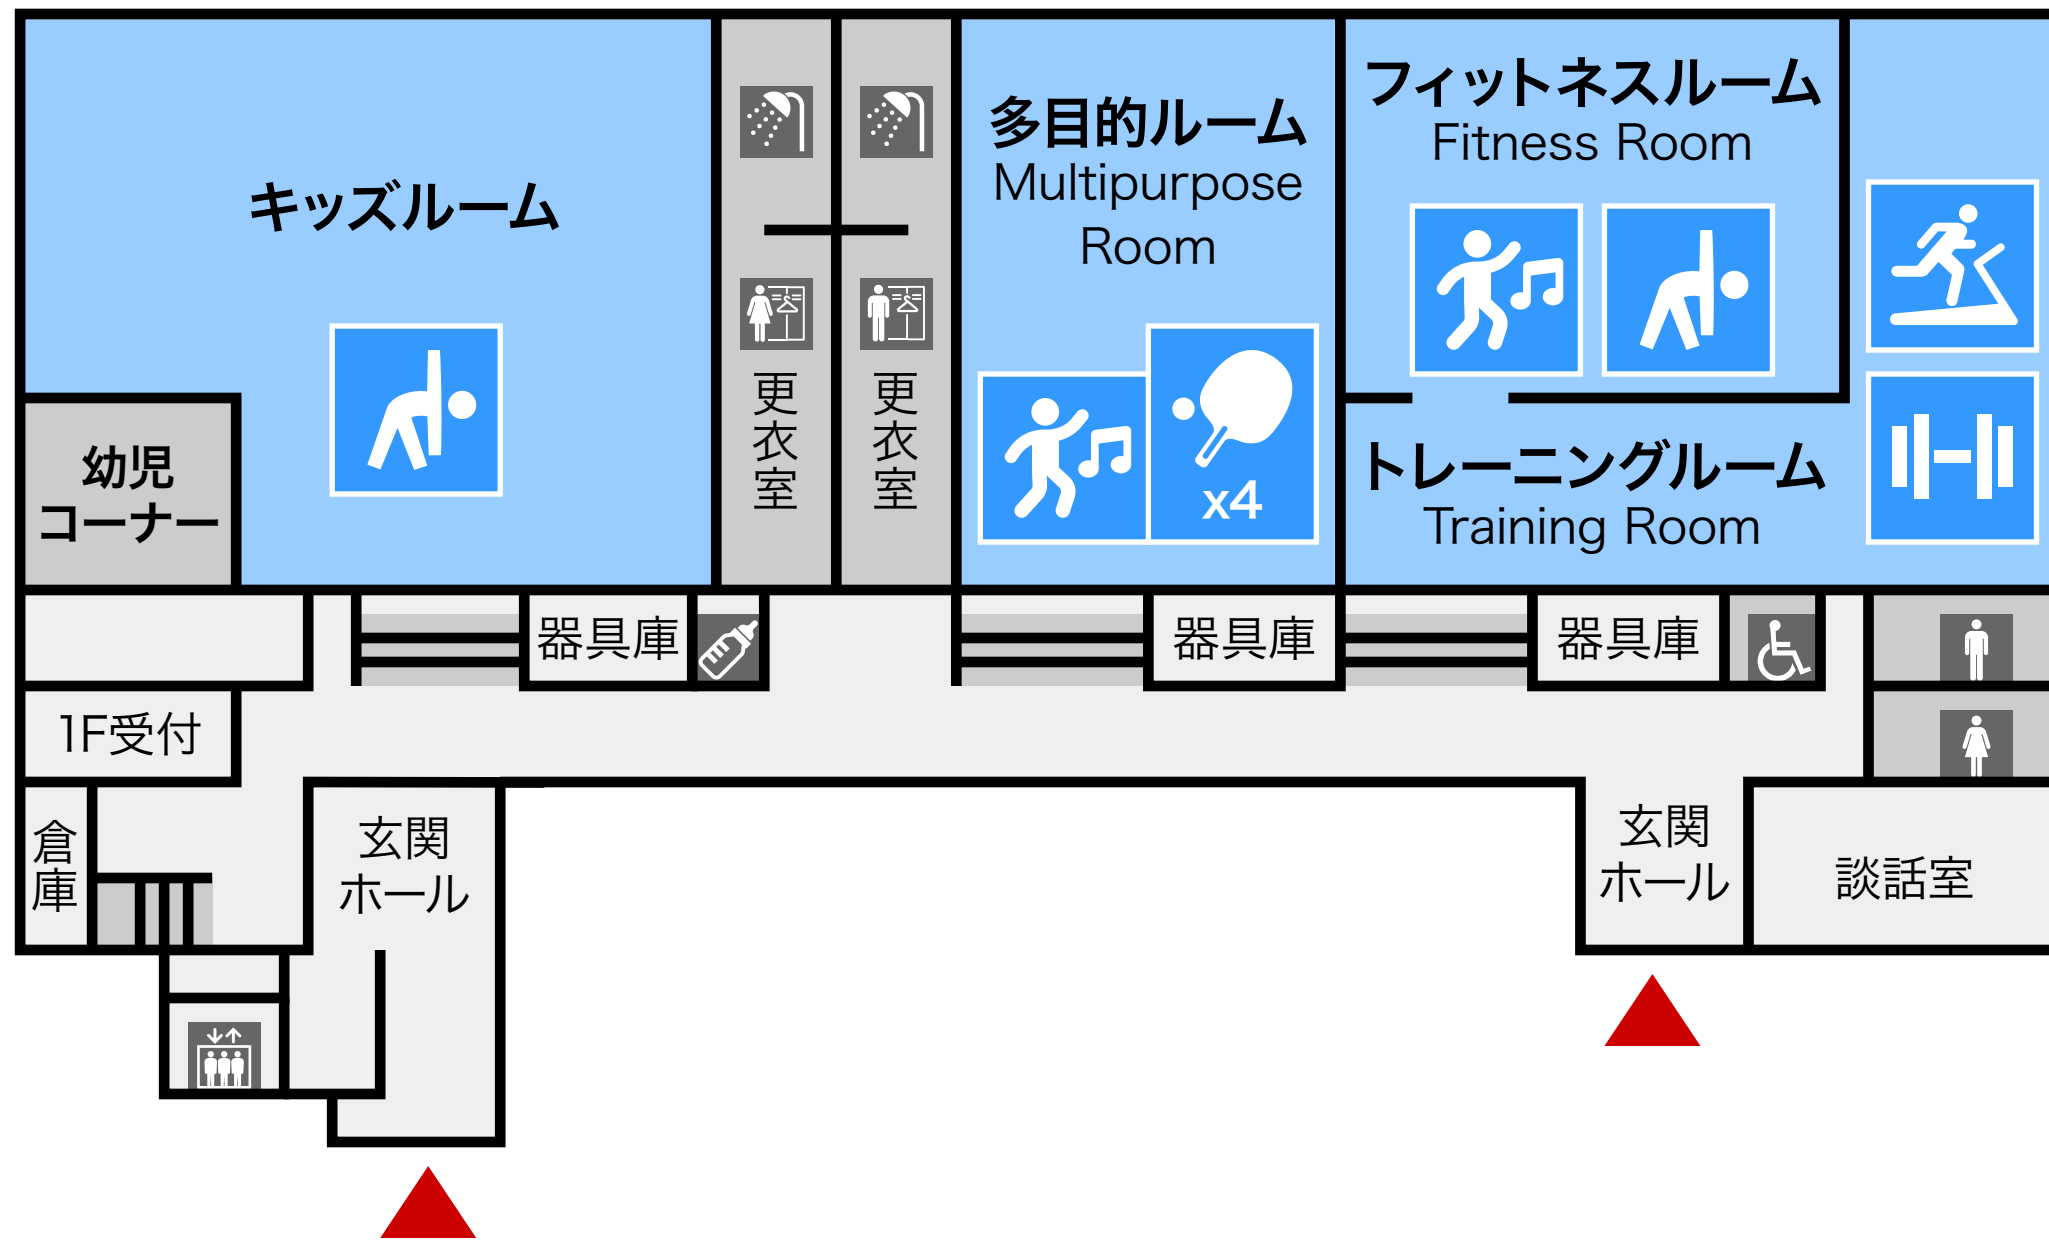 キッズルーム
幼児
コーナー
更衣室
更衣室
多目的ルーム
Multipurpose
Room
x4
フィットネスルーム
Fitness Room
トレーニングルーム
Training Room
器具庫
器具庫
器具庫
1F受付
倉庫
玄関
ホール
玄関
ホール
談話室